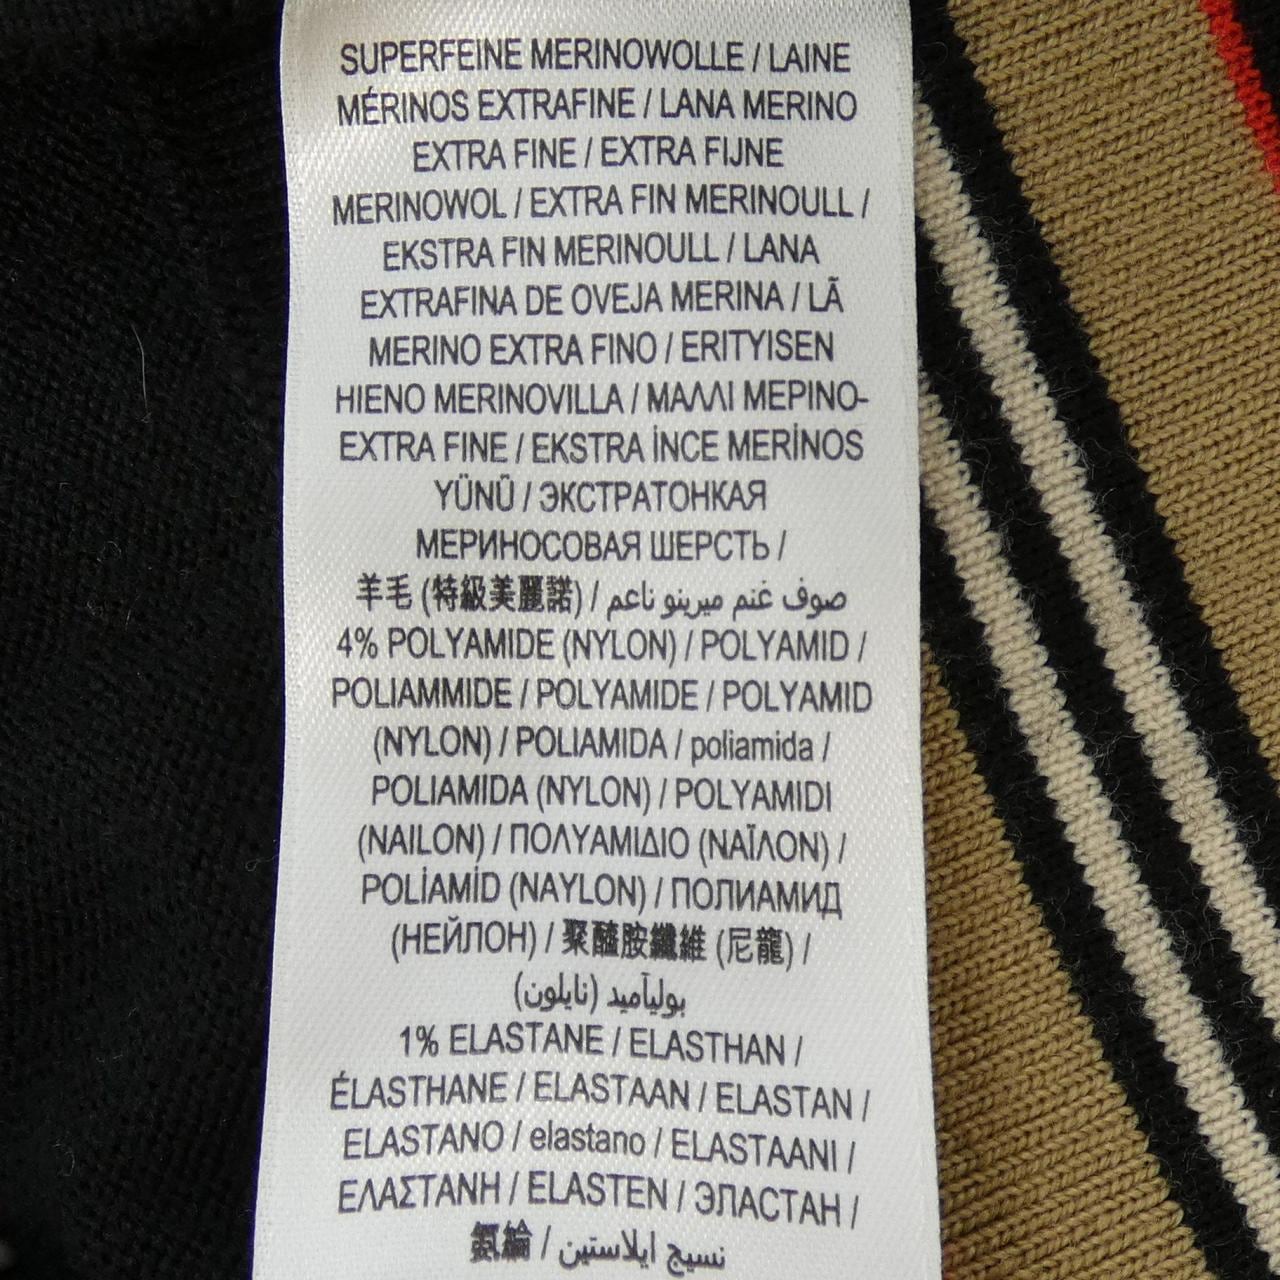 SUPERFEINE MERINOWOLLE / LAINE
MÉRINOS EXTRAFINE / LANA MERINO
EXTRA FINE / EXTRA FIJNE
MERINOWOL / EXTRA FIN MERINOULL /
EKSTRA FIN MERINOULL / LANA
EXTRAFINA DE OVEJA MERINA / LÃ
MERINO EXTRA FINO / ERITYISEN
HIENO MERINOVILLA / ΜΑΛΛΙ ΜΕΡΙΝΟ-
EXTRA FINE / EKSTRA İNCE MERİNOS
YÜNÜ / ЭКСТРАТОНКАЯ
МЕРИНОСОВАЯ ШЕРСТЬ /
羊毛 (特級美麗諾) / صوف غنم ميرينو ناعم
4% POLYAMIDE (NYLON) / POLYAMID /
POLIAMMIDE / POLYAMIDE / POLYAMID
(NYLON) / POLIAMIDA / poliamida /
POLIAMIDA (NYLON) / POLYAMIDI
(NAILON) / ΠΟΛΥΑΜΙΔΙΟ (ΝΑΪΛΟΝ) /
POLİAMİD (NAYLON) / ПОЛИАМИД
(НЕЙЛОН) / 聚醯胺纖維 (尼龍) /
بوليآميد (نايلون)
1% ELASTANE / ELASTHAN /
ÉLASTHANE / ELASTAAN / ELASTAN /
ELASTANO / elastano / ELASTAANI /
ΕΛΑΣΤΑΝΗ / ELASTEN / ЭЛАСТАН /
氨綸 / نسيج ايلاستين